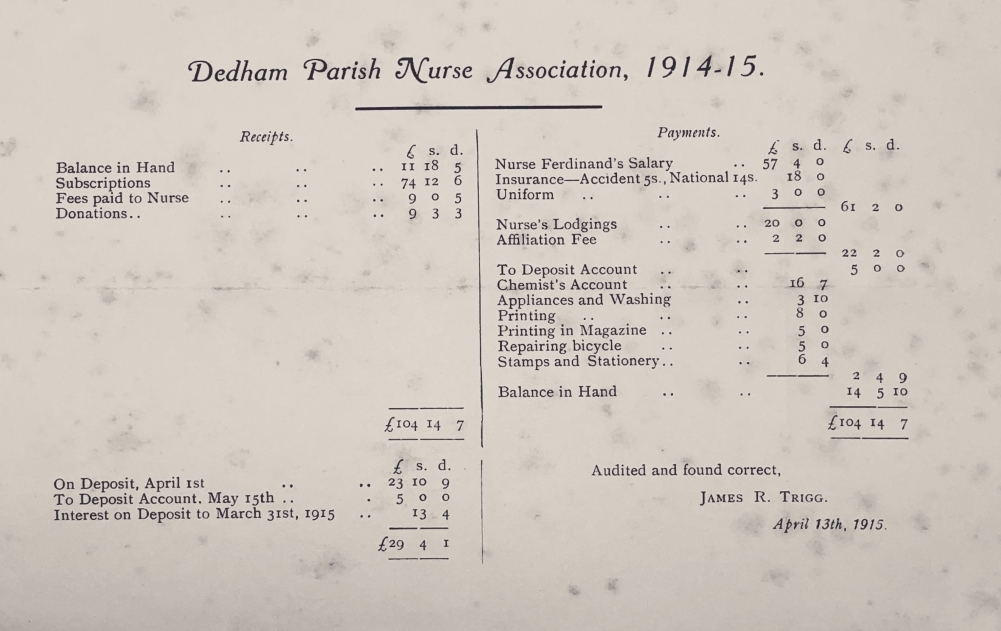 Dedham Parish Nurse Association, 1914-15.
Receipts.
£ s. d.
Balance in Hand .. .. .. 11 18 5
Subscriptions .. .. .. 74 12 6
Fees paid to Nurse .. .. .. 9 0 5
Donations.. .. .. .. 9 3 3
£104 14 7
Payments.
£ s. d. £ s. d.
Nurse Ferdinand's Salary .. 57 4 0
Insurance—Accident 5s., National 14s. 18 0
Uniform .. .. .. 3 0 0
61 2 0
Nurse's Lodgings .. .. 20 0 0
Affiliation Fee .. .. 2 2 0
22 2 0
To Deposit Account .. .. 5 0 0
Chemist's Account .. .. 16 7
Appliances and Washing .. 3 10
Printing .. .. .. 8 0
Printing in Magazine .. .. 5 0
Repairing bicycle .. .. 5 0
Stamps and Stationery.. .. 6 4
2 4 9
Balance in Hand .. .. 14 5 10
£104 14 7
£ s. d.
On Deposit, April 1st .. .. 23 10 9
To Deposit Account, May 15th .. . 5 0 0
Interest on Deposit to March 31st, 1915 .. 13 4
£29 4 1
Audited and found correct,
JAMES R. TRIGG.
April 13th, 1915.